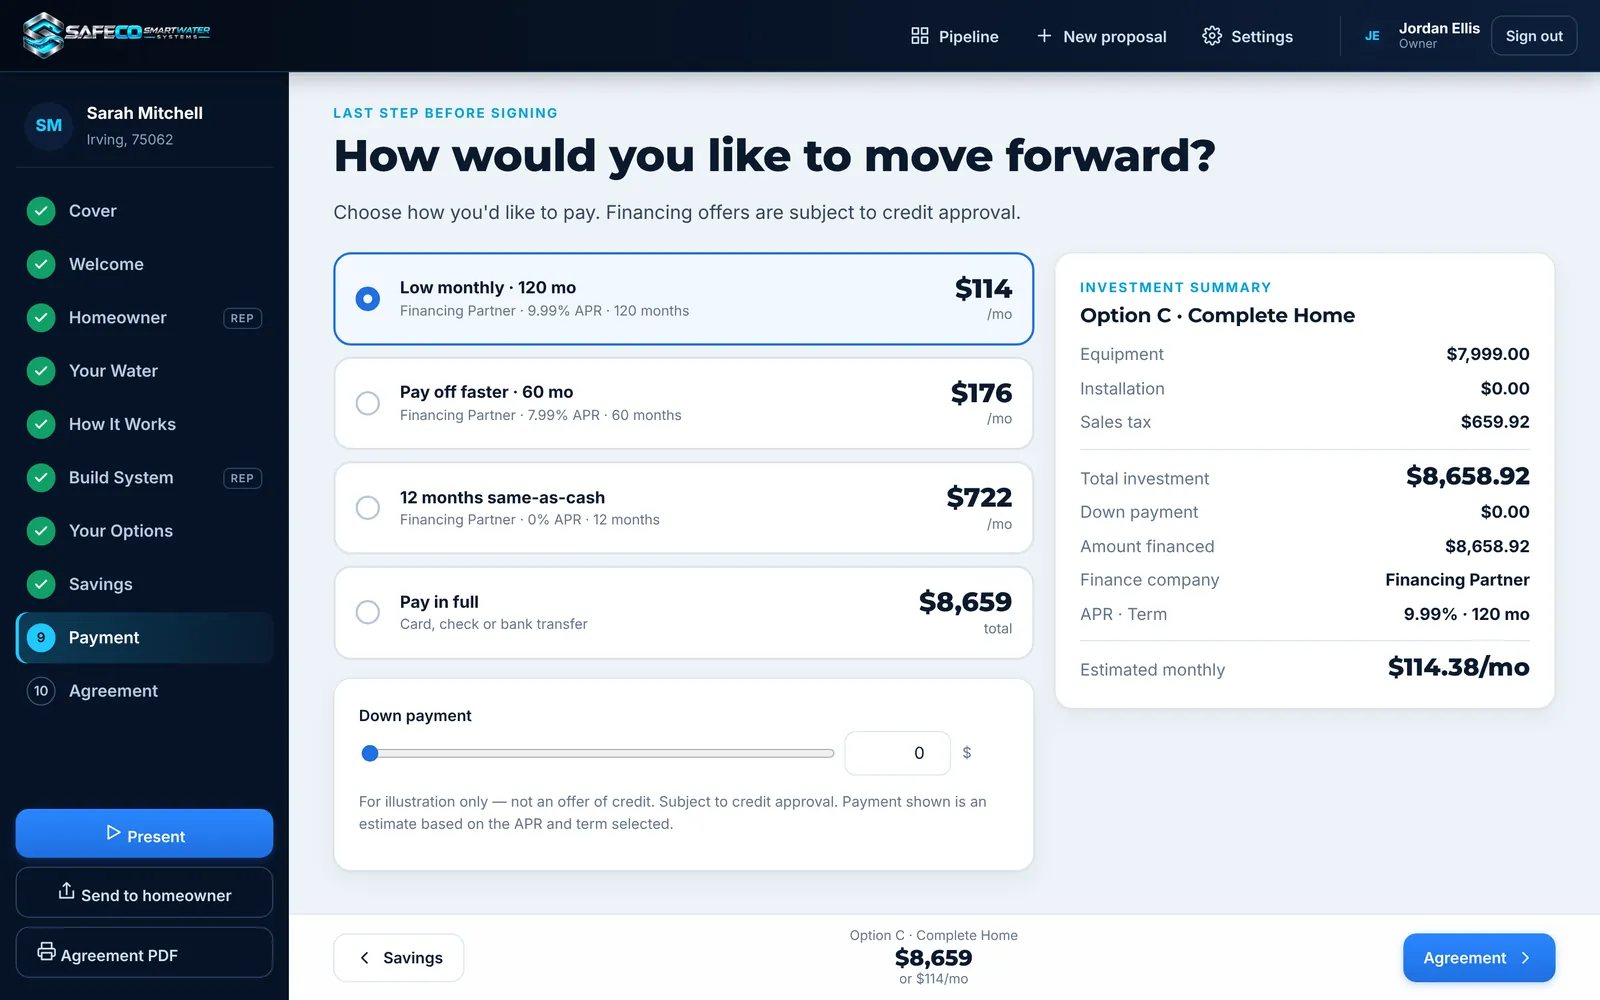 SAFECO SMARTWATER
SYSTEMS
Pipeline
New proposal
Settings
JE
Jordan Ellis
Owner
Sign out
SM
Sarah Mitchell
Irving, 75062
Cover
Welcome
Homeowner REP
Your Water
How It Works
Build System REP
Your Options
Savings
9 Payment
10 Agreement
Present
Send to homeowner
Agreement PDF
LAST STEP BEFORE SIGNING
How would you like to move forward?
Choose how you'd like to pay. Financing offers are subject to credit approval.
Low monthly · 120 mo
Financing Partner · 9.99% APR · 120 months
$114
/mo
Pay off faster · 60 mo
Financing Partner · 7.99% APR · 60 months
$176
/mo
12 months same-as-cash
Financing Partner · 0% APR · 12 months
$722
/mo
Pay in full
Card, check or bank transfer
$8,659
total
Down payment
0 $
For illustration only — not an offer of credit. Subject to credit approval. Payment shown is an
estimate based on the APR and term selected.
INVESTMENT SUMMARY
Option C · Complete Home
Equipment $7,999.00
Installation $0.00
Sales tax $659.92
Total investment $8,658.92
Down payment $0.00
Amount financed $8,658.92
Finance company Financing Partner
APR · Term 9.99% · 120 mo
Estimated monthly $114.38/mo
Savings
Option C · Complete Home
$8,659
or $114/mo
Agreement